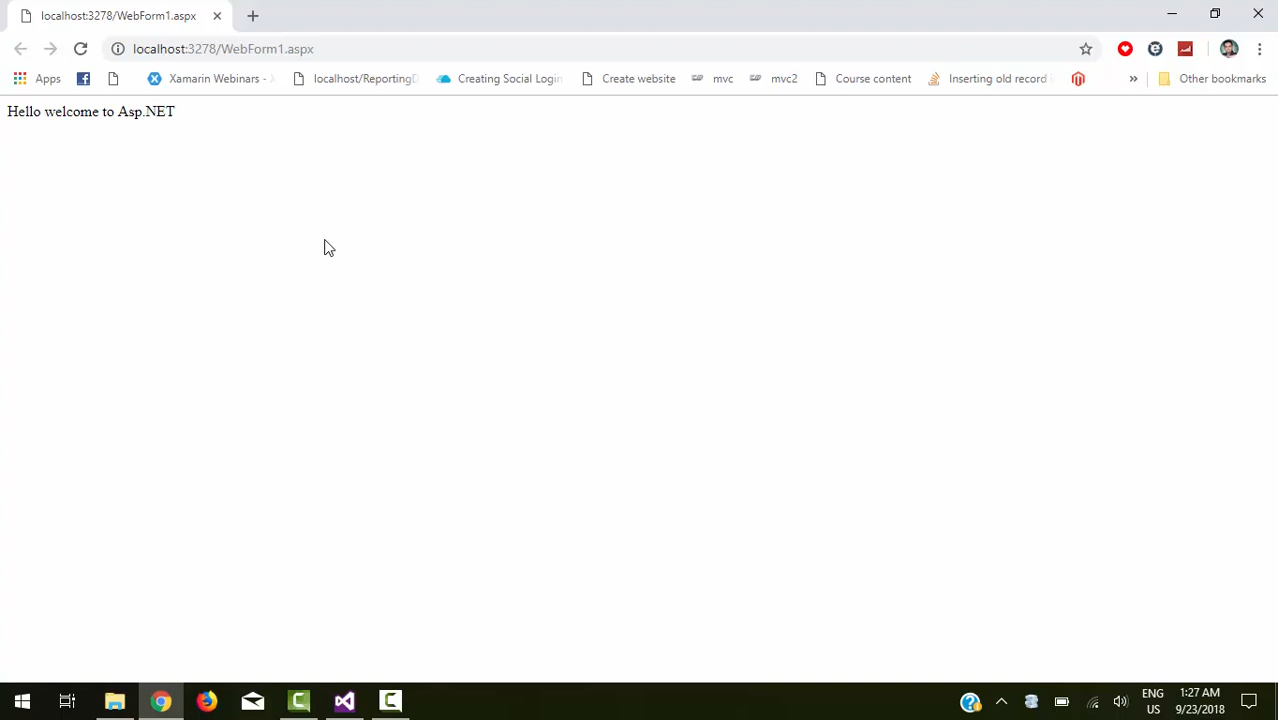 localhost:3278/WebForm1.aspx
localhost:3278/WebForm1.aspx
Apps Xamarin Webinars - localhost/ReportingD Creating Social Login Create website mvc mvc2 Course content Inserting old record i » Other bookmarks
Hello welcome to Asp.NET
ENG 1:27 AM
US 9/23/2018